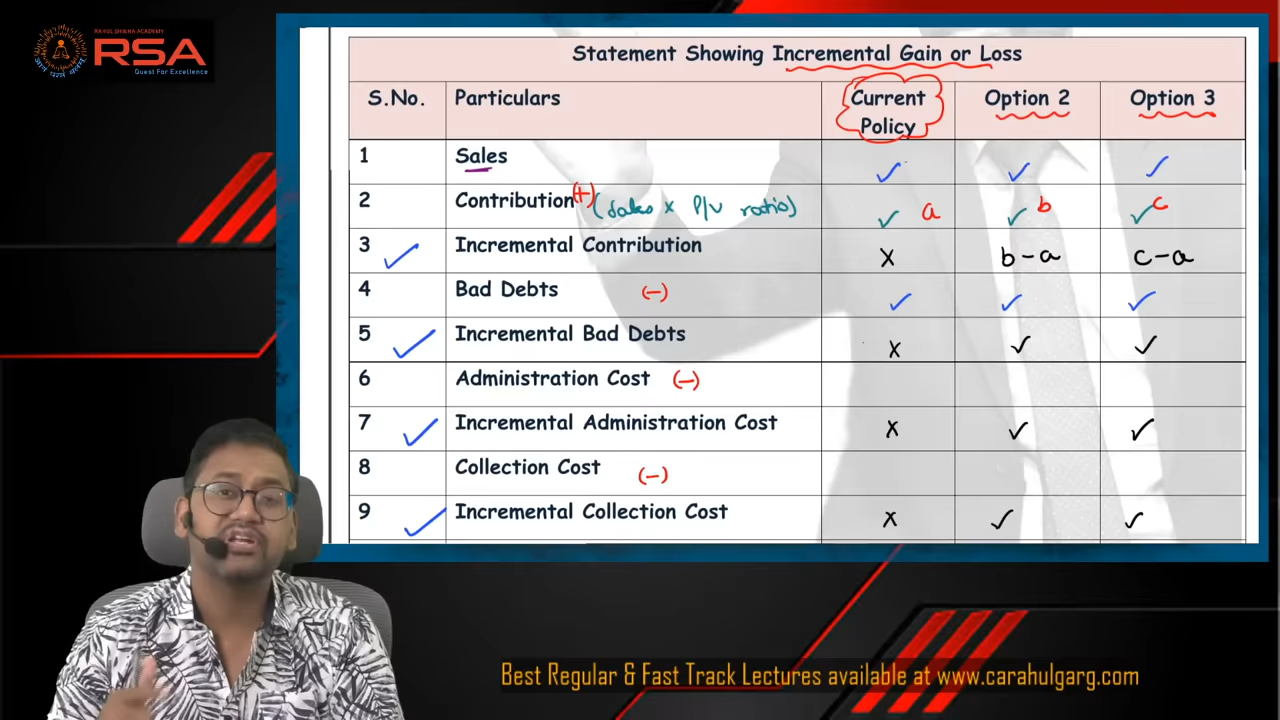 RAHUL SHIKHA ACADEMY
RSA
Quest For Excellence
Statement Showing Incremental Gain or Loss
S.No. Particulars Current Policy Option 2 Option 3
1 Sales ✓ ✓ ✓
2 Contribution (+) (Sales x P/V ratio) ✓ a ✓ b ✓ c
3 ✓ Incremental Contribution x b-a c-a
4 Bad Debts (-) ✓ ✓ ✓
5 ✓ Incremental Bad Debts x ✓ ✓
6 Administration Cost (-)
7 ✓ Incremental Administration Cost x ✓ ✓
8 Collection Cost (-)
9 ✓ Incremental Collection Cost x ✓ ✓
Best Regular & Fast Track Lectures available at www.carahulgarg.com